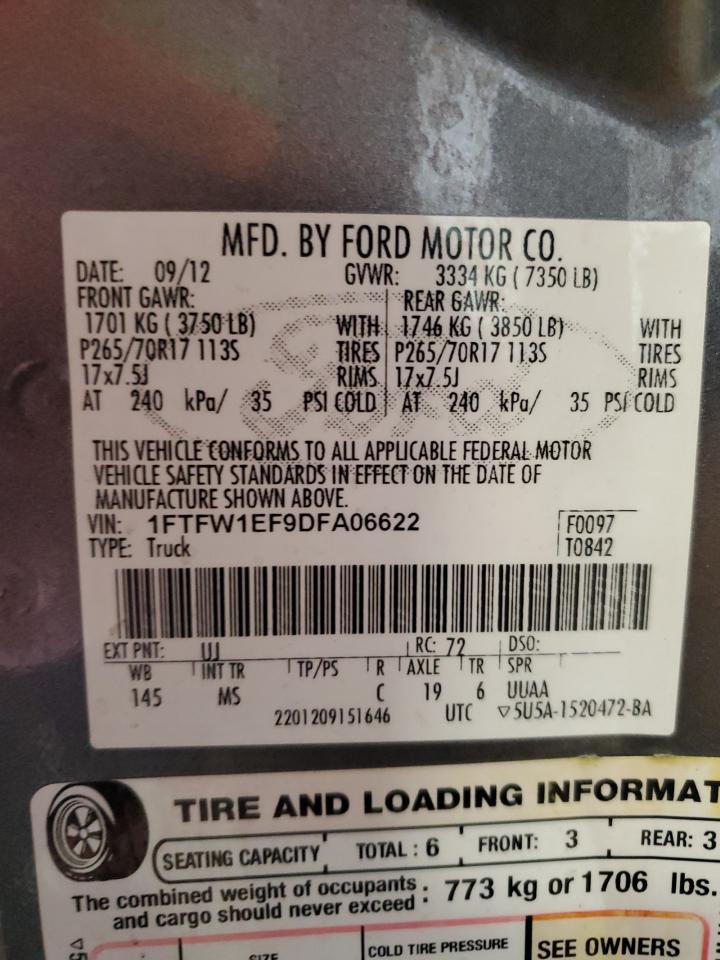 MFD. BY FORD MOTOR CO.
DATE: 09/12 GVWR: 3334 KG ( 7350 LB)
FRONT GAWR: REAR GAWR:
1701 KG ( 3750 LB) WITH 1746 KG ( 3850 LB) WITH
P265/70R17 113S TIRES P265/70R17 113S TIRES
17x7.5J RIMS 17x7.5J RIMS
AT 240 kPa/ 35 PSI COLD AT 240 kPa/ 35 PSI COLD
THIS VEHICLE CONFORMS TO ALL APPLICABLE FEDERAL MOTOR
VEHICLE SAFETY STANDARDS IN EFFECT ON THE DATE OF
MANUFACTURE SHOWN ABOVE.
VIN: 1FTFW1EF9DFA06622 F0097
TYPE: Truck T0842
EXT PNT: UJ RC: 72 DSO:
WB INT TR TP/PS R AXLE TR SPR
145 MS C 19 6 UUAA
2201209151646 UTC ▽5U5A-1520472-BA
TIRE AND LOADING INFORMAT
SEATING CAPACITY TOTAL : 6 FRONT: 3 REAR: 3
The combined weight of occupants : 773 kg or 1706 lbs.
and cargo should never exceed :
SIZE COLD TIRE PRESSURE SEE OWNERS